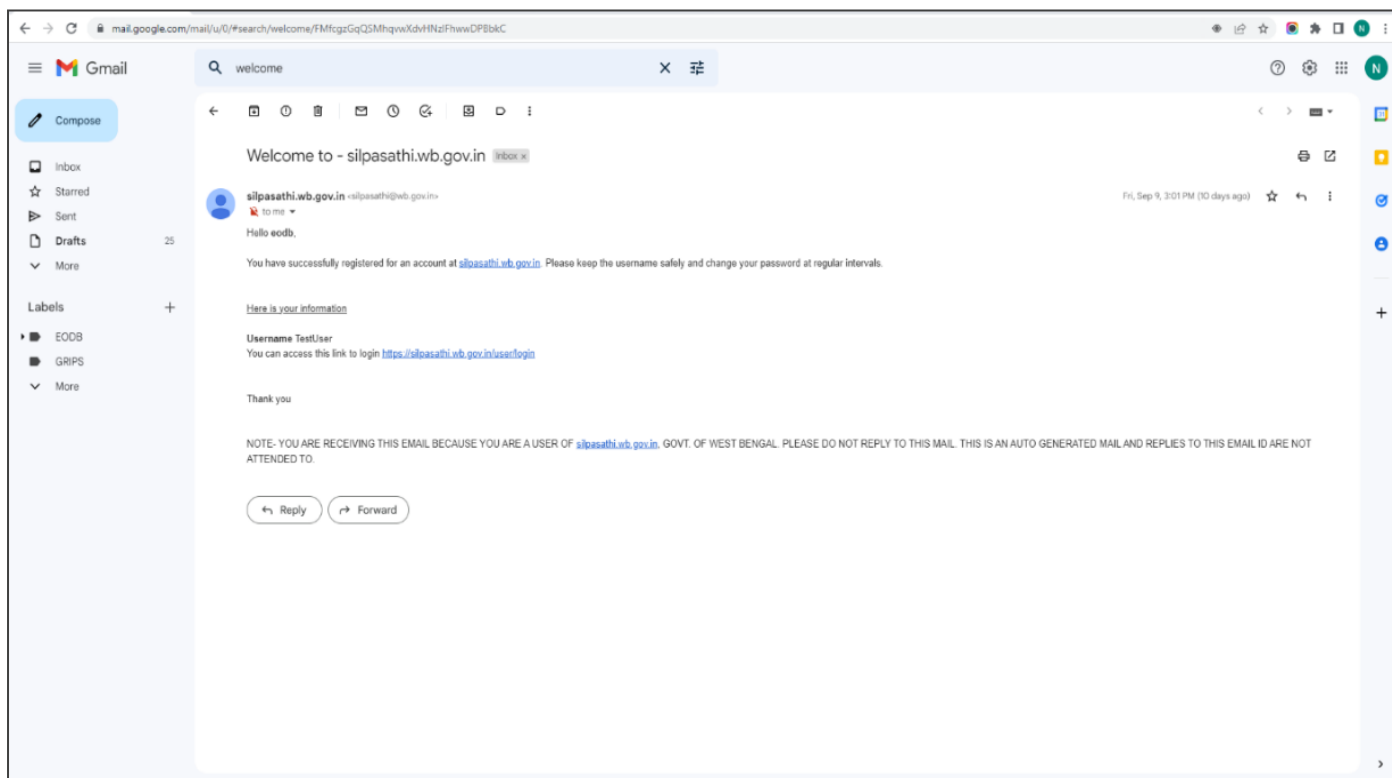 mail.google.com/mail/u/0/#search/welcome/FMfcgzGqQSMhqvwXdvHNzlFhwwDPBbkC
N
Gmail
welcome
N
Compose
Welcome to - silpasathi.wb.gov.in Inbox x
Inbox
Starred
silpasathi.wb.gov.in <silpasathi@wb.gov.in>
Fri, Sep 9, 3:01 PM (10 days ago)
to me
Sent
Hello eodb,
Drafts 25
More
You have successfully registered for an account at silpasathi.wb.gov.in. Please keep the username safely and change your password at regular intervals.
Labels
Here is your information
EODB
Username TestUser
You can access this link to login https://silpasathi.wb.gov.in/user/login
GRIPS
More
Thank you
NOTE- YOU ARE RECEIVING THIS EMAIL BECAUSE YOU ARE A USER OF silpasathi.wb.gov.in, GOVT. OF WEST BENGAL. PLEASE DO NOT REPLY TO THIS MAIL. THIS IS AN AUTO GENERATED MAIL AND REPLIES TO THIS EMAIL ID ARE NOT
ATTENDED TO.
Reply
Forward